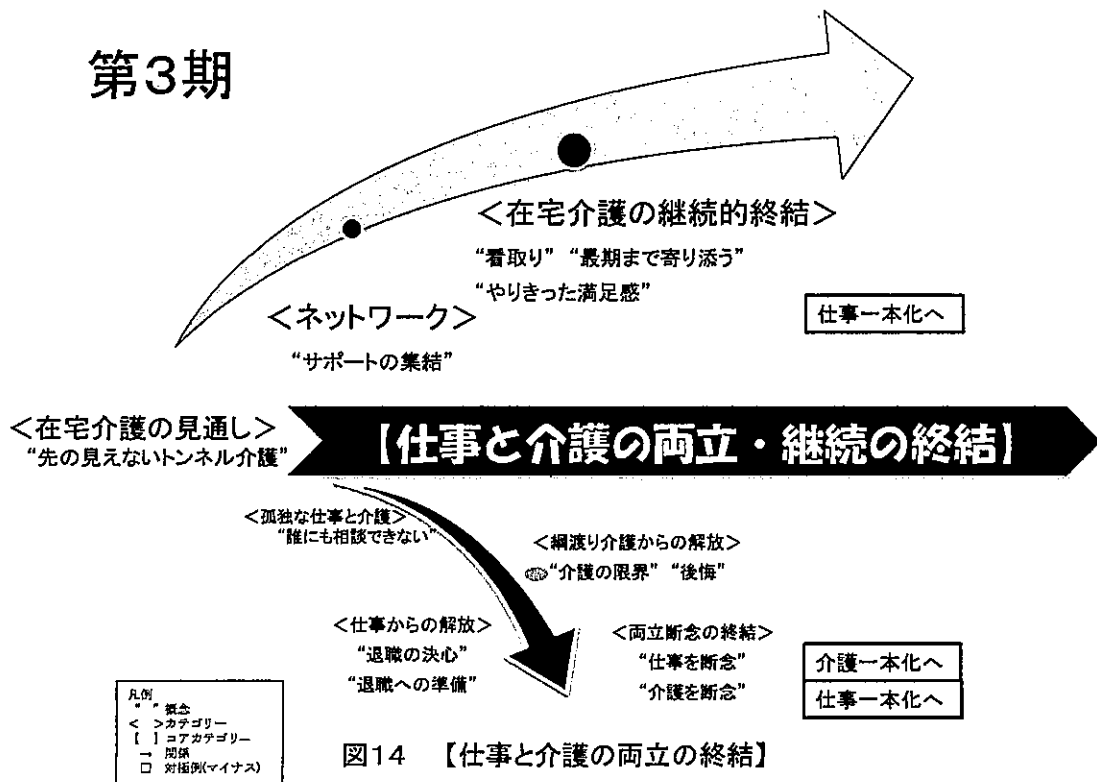 第3期
＜在宅介護の継続的終結＞
“看取り” “最期まで寄り添う”
“やりきった満足感”
＜ネットワーク＞
“サポートの集結”
仕事一本化へ
＜在宅介護の見通し＞
“先の見えないトンネル介護”
【仕事と介護の両立・継続の終結】
＜孤独な仕事と介護＞
“誰にも相談できない”
＜綱渡り介護からの解放＞
“介護の限界” “後悔”
＜仕事からの解放＞
“退職の決心”
“退職への準備”
＜両立断念の終結＞
“仕事を断念”
“介護を断念”
介護一本化へ
仕事一本化へ
凡例
“ ”概念
＜ ＞カテゴリー
【 】コアカテゴリー
→ 関係
□ 対極例(マイナス)
図14 【仕事と介護の両立の終結】